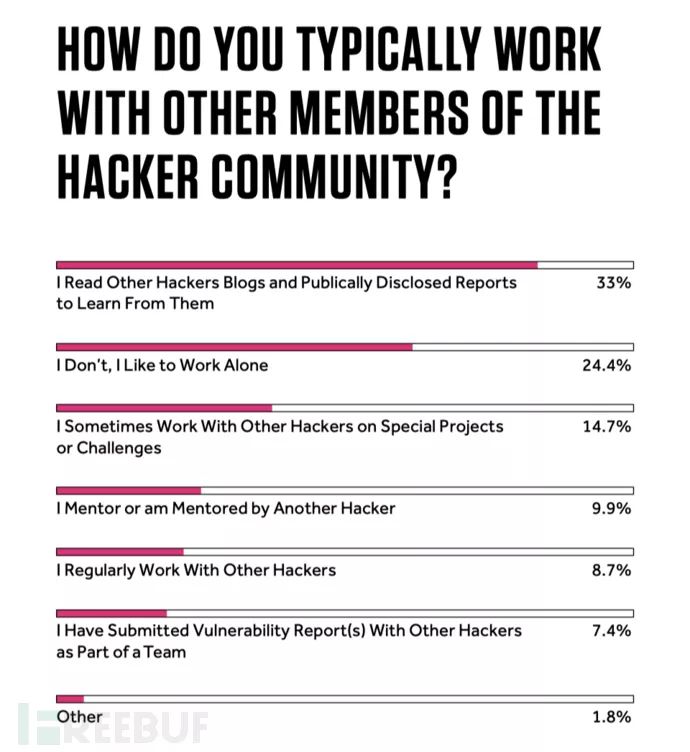 HOW DO YOU TYPICALLY WORK
WITH OTHER MEMBERS OF THE
HACKER COMMUNITY?
I Read Other Hackers Blogs and Publically Disclosed Reports
to Learn From Them
33%
I Don't, I Like to Work Alone
24.4%
I Sometimes Work With Other Hackers on Special Projects
or Challenges
14.7%
I Mentor or am Mentored by Another Hacker
9.9%
I Regularly Work With Other Hackers
8.7%
I Have Submitted Vulnerability Report(s) With Other Hackers
as Part of a Team
7.4%
Other
1.8%
FREEBUF